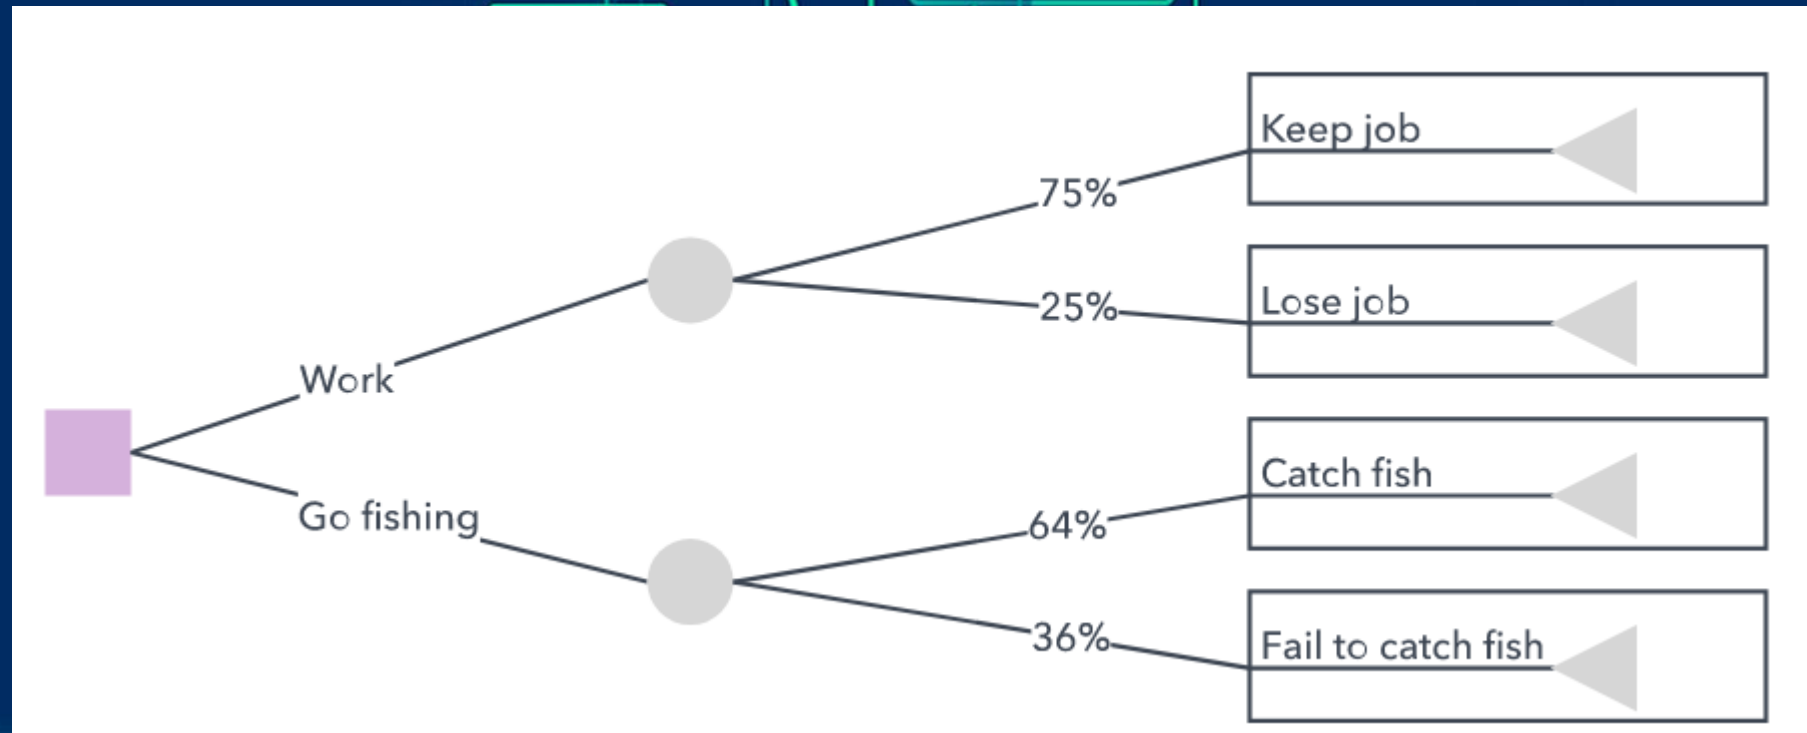 Keep job
75%
25%
Lose job
Work
Go fishing
Catch fish
64%
36%
Fail to catch fish